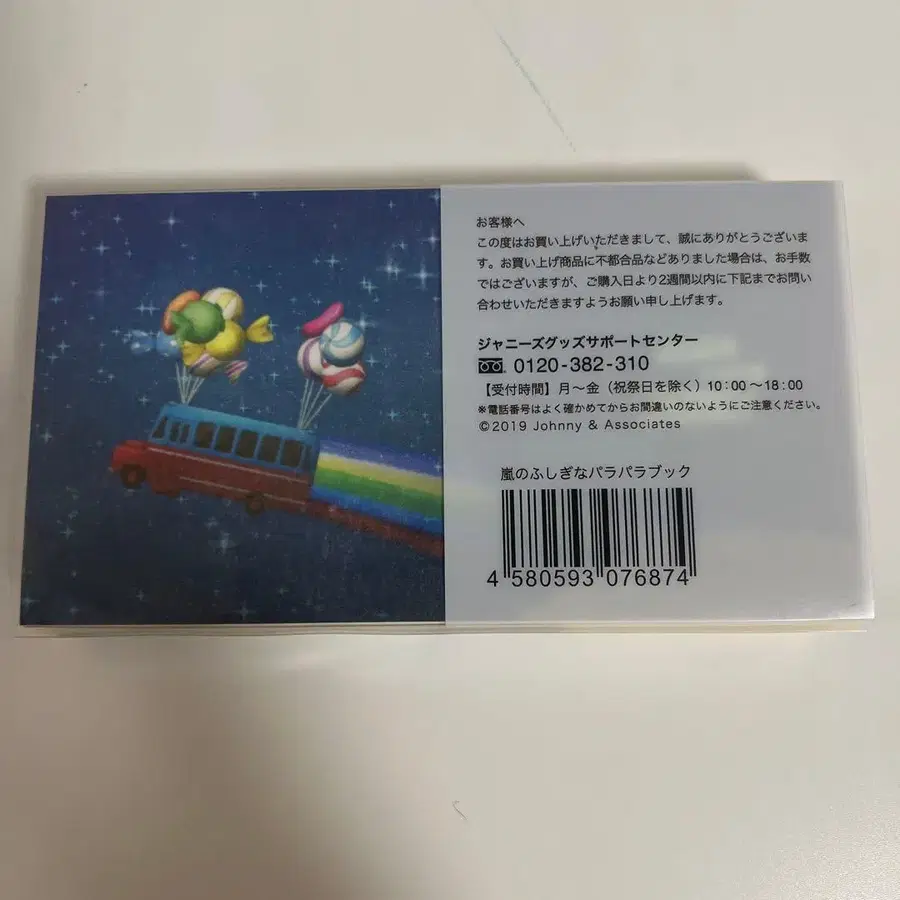 お客様へ
この度はお買い上げいただきまして、誠にありがとうございま
す。お買い上げ商品に不都合品などありました場合は、お手数
ではございますが、ご購入日より2週間以内に下記までお問い
合わせいただきますようお願い申し上げます。
ジャニーズグッズサポートセンター
0120-382-310
【受付時間】月〜金（祝祭日を除く）10:00〜18:00
※電話番号はよく確かめてからお間違いのないようにご注意ください。
©2019 Johnny & Associates
嵐のふしぎなパラパラブック
4 580593 076874